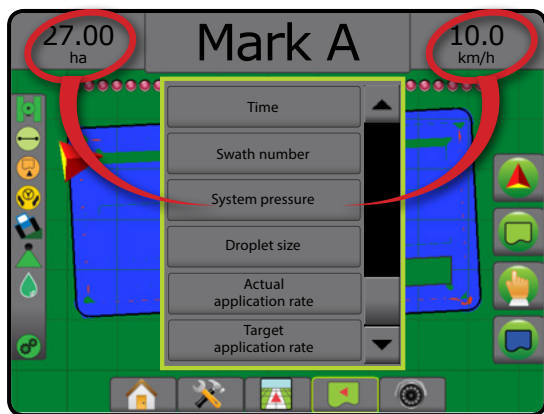 27.00
ha
Mark A
10.0
km/h
Time
Swath number
System pressure
Droplet size
Actual
application rate
Target
application rate